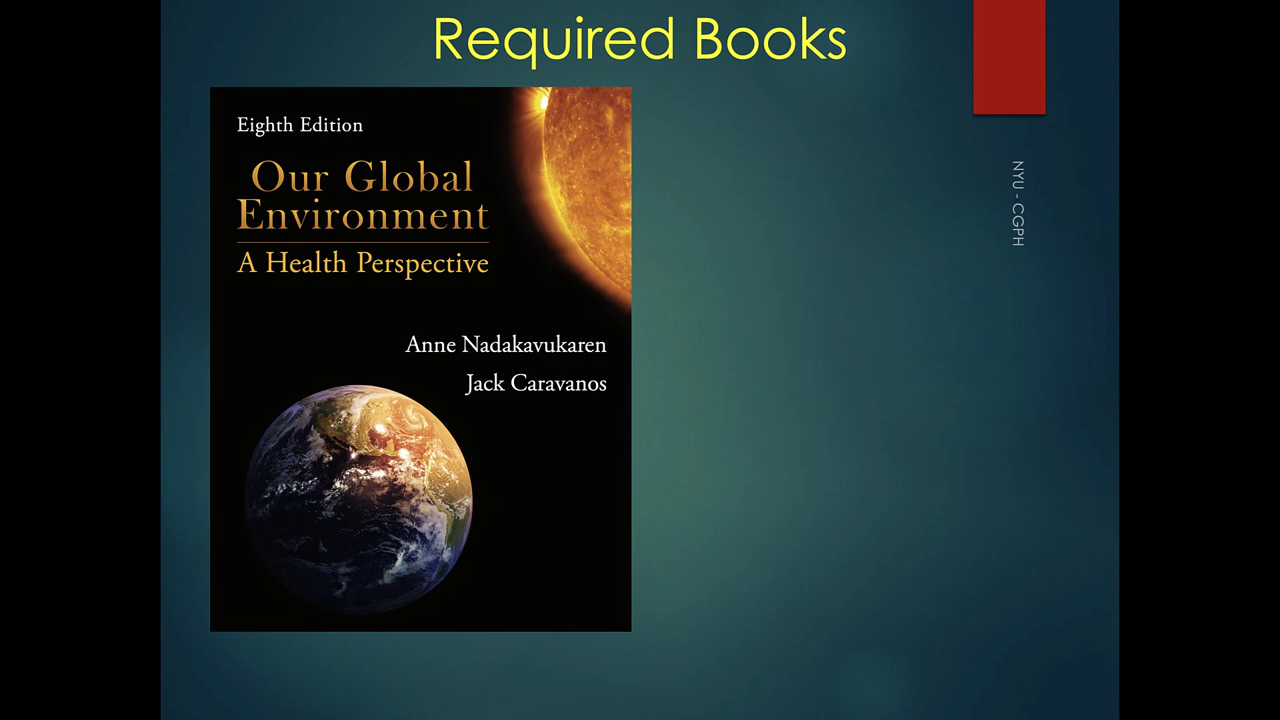 Required Books
Eighth Edition
Our Global
Environment
A Health Perspective
Anne Nadakavukaren
Jack Caravanos
NYU - CGPH